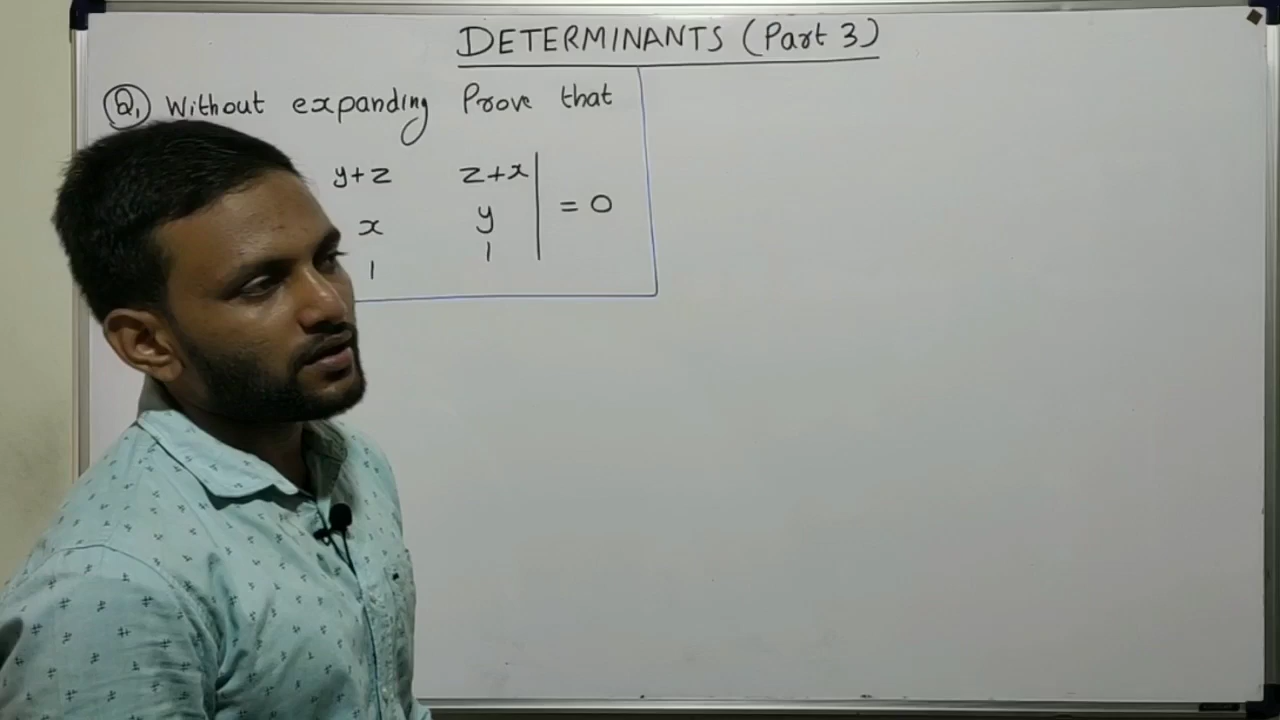 DETERMINANTS (Part 3)
Q1 Without expanding Prove that
y+z z+x
x y = 0
1 1